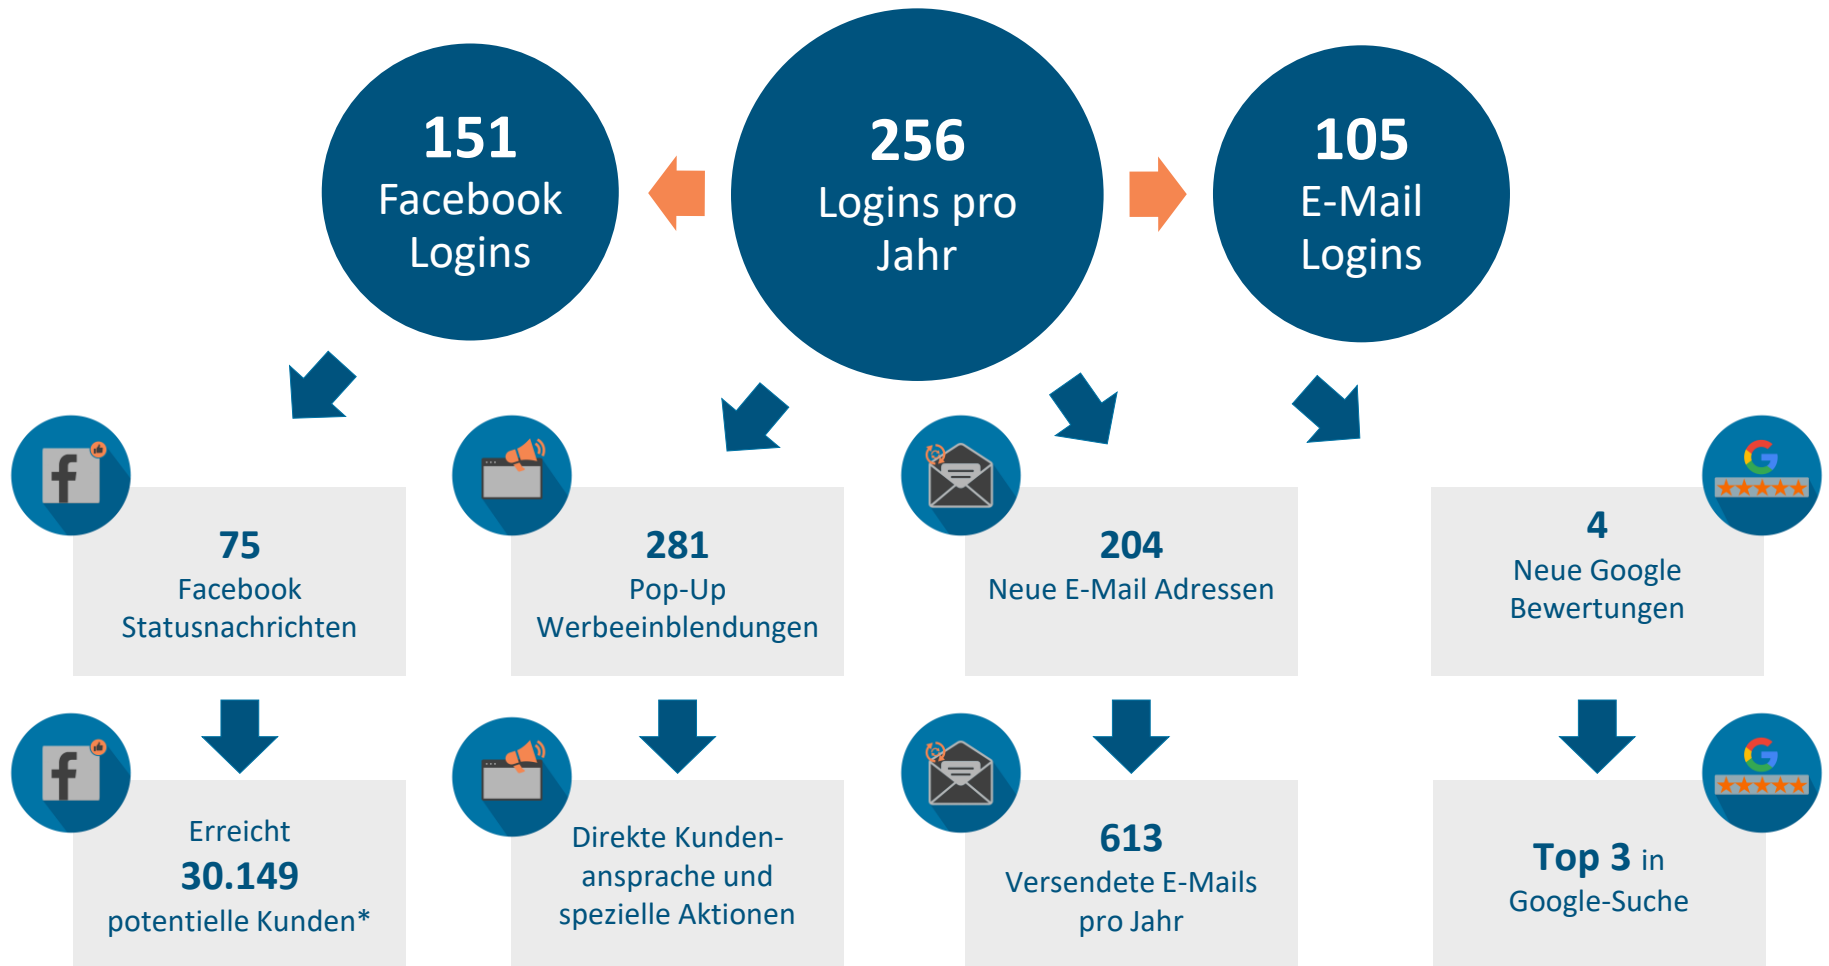 151
Facebook
Logins
256
Logins pro
Jahr
105
E-Mail
Logins
75
Facebook
Statusnachrichten
281
Pop-Up
Werbeeinblendungen
204
Neue E-Mail Adressen
4
Neue Google
Bewertungen
Erreicht
30.149
potentielle Kunden*
Direkte Kunden-
ansprache und
spezielle Aktionen
613
Versendete E-Mails
pro Jahr
Top 3 in
Google-Suche